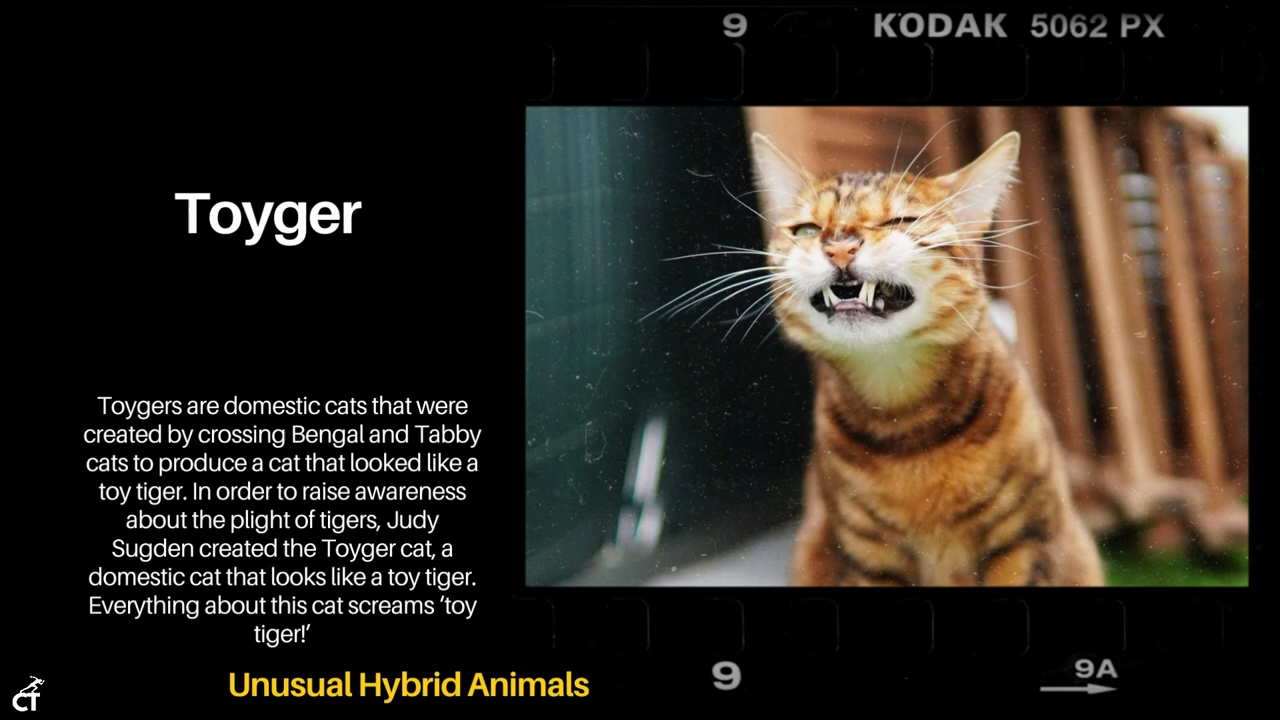 9 KODAK 5062 PX
Toyger
Toygers are domestic cats that were
created by crossing Bengal and Tabby
cats to produce a cat that looked like a
toy tiger. In order to raise awareness
about the plight of tigers, Judy
Sugden created the Toyger cat, a
domestic cat that looks like a toy tiger.
Everything about this cat screams ‘toy
tiger!’
Unusual Hybrid Animals
9 9A
CT